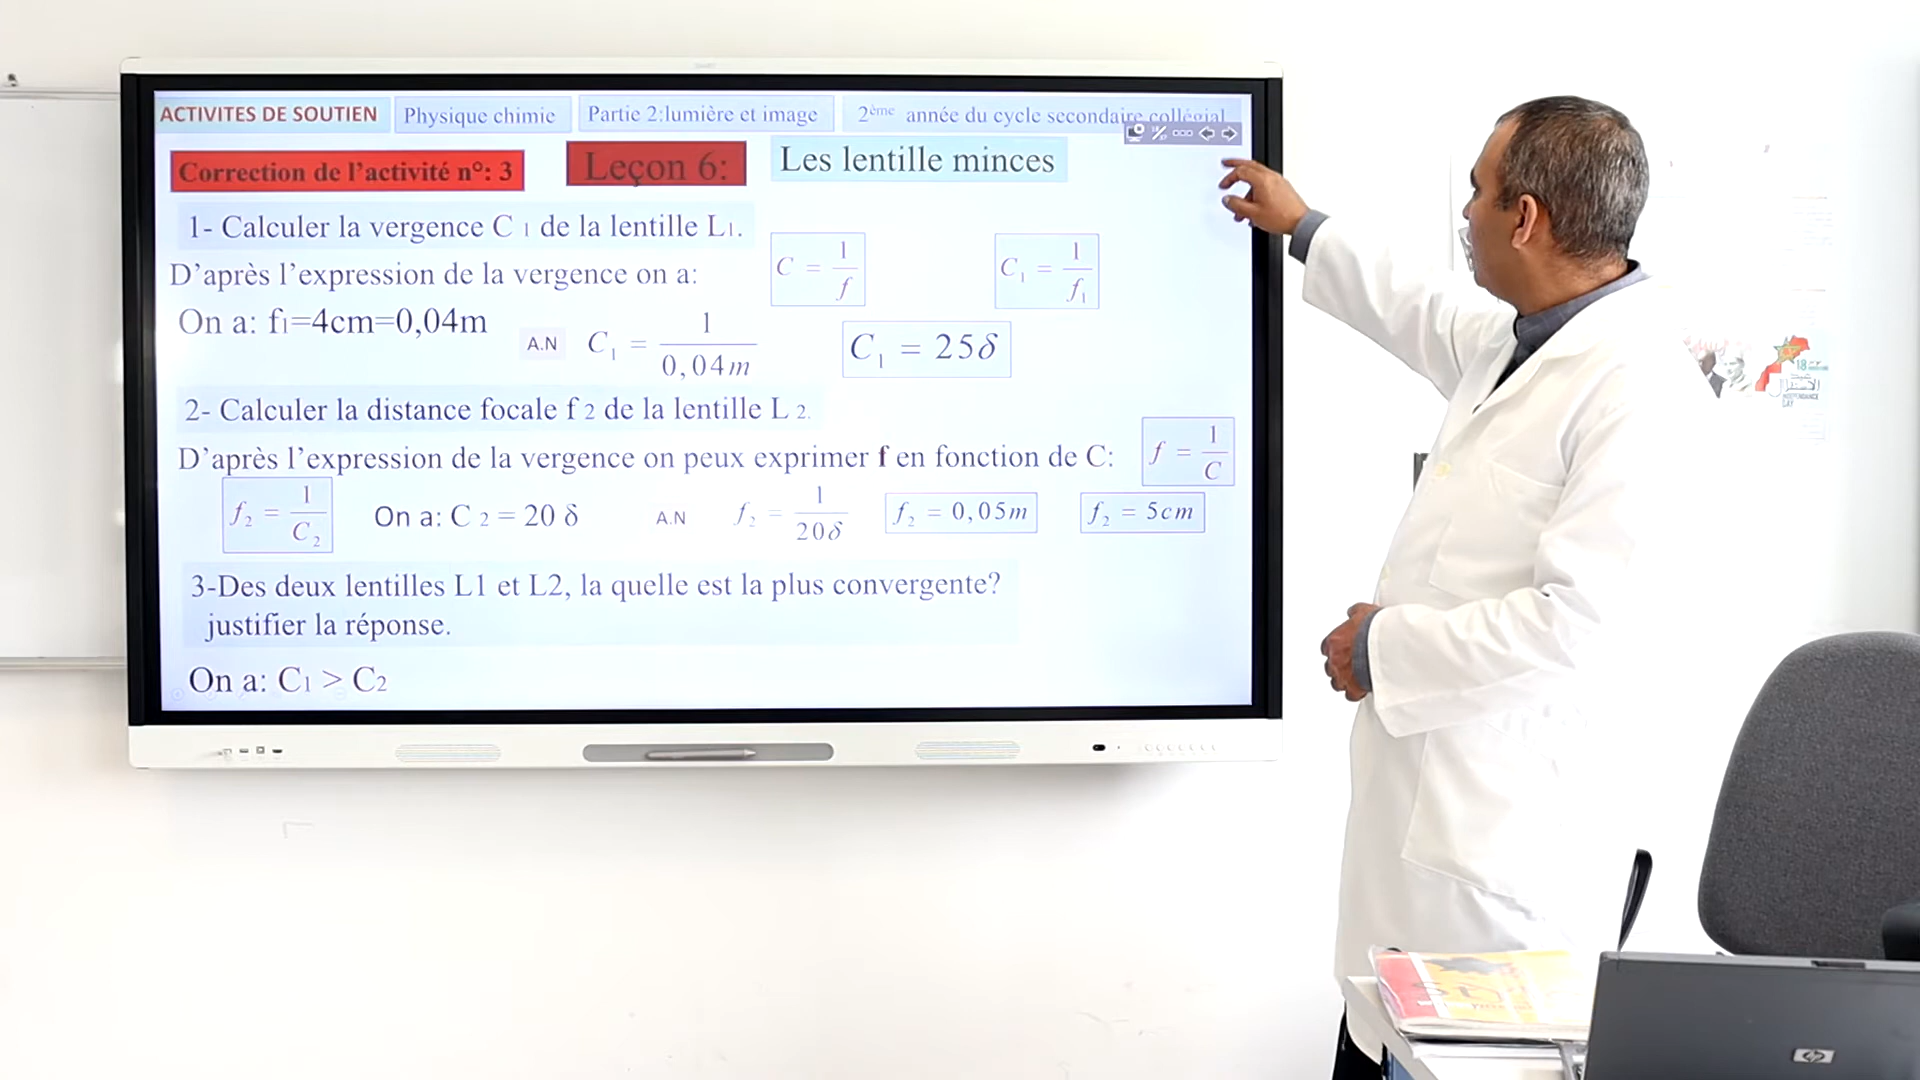 ACTIVITES DE SOUTIEN Physique chimie Partie 2:lumière et image 2ème année du cycle secondaire collégial
Correction de l'activité n°: 3 Leçon 6: Les lentille minces
1- Calculer la vergence C 1 de la lentille L1.
D'après l'expression de la vergence on a: C = 1/f C1 = 1/f1
On a: f1=4cm=0,04m A.N C1 = 1/0,04m C1 = 25δ
2- Calculer la distance focale f 2 de la lentille L 2.
D'après l'expression de la vergence on peux exprimer f en fonction de C: f = 1/C
f2 = 1/C2 On a: C 2 = 20 δ A.N f2 = 1/20δ f2 = 0,05m f2 = 5cm
3-Des deux lentilles L1 et L2, la quelle est la plus convergente?
justifier la réponse.
On a: C1 > C2
18
INDEPENDANCE
DAY
hp